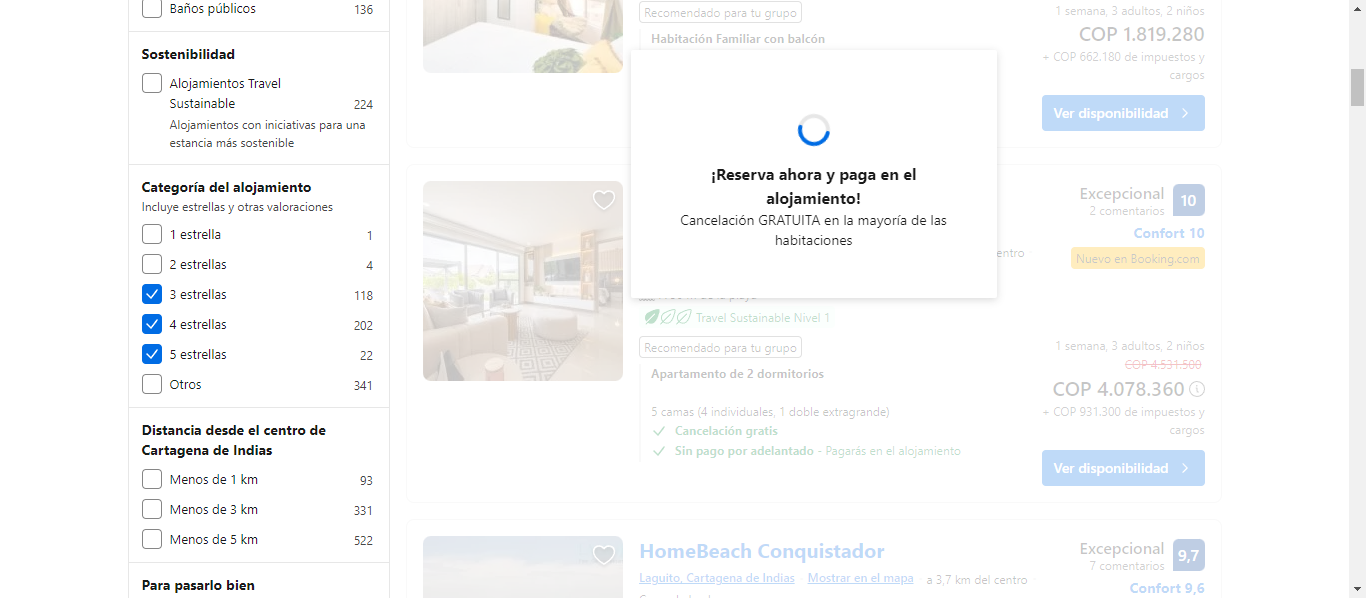 Baños públicos 136
Sostenibilidad
Alojamientos Travel
Sustainable 224
Alojamientos con iniciativas para una
estancia más sostenible
Categoría del alojamiento
Incluye estrellas y otras valoraciones
1 estrella 1
2 estrellas 4
3 estrellas 118
4 estrellas 202
5 estrellas 22
Otros 341
Distancia desde el centro de
Cartagena de Indias
Menos de 1 km 93
Menos de 3 km 331
Menos de 5 km 522
Para pasarlo bien
Recomendado para tu grupo
Habitación Familiar con balcón
1 semana, 3 adultos, 2 niños
COP 1.819.280
+ COP 662.180 de impuestos y
cargos
Ver disponibilidad
¡Reserva ahora y paga en el
alojamiento!
Cancelación GRATUITA en la mayoría de las
habitaciones
Excepcional 10
2 comentarios
Confort 10
Nuevo en Booking.com
Travel Sustainable Nivel 1
Recomendado para tu grupo
Apartamento de 2 dormitorios
5 camas (4 individuales, 1 doble extragrande)
Cancelación gratis
Sin pago por adelantado - Pagarás en el alojamiento
1 semana, 3 adultos, 2 niños
COP 4.531.500
COP 4.078.360
+ COP 931.300 de impuestos y
cargos
Ver disponibilidad
HomeBeach Conquistador
Laguito, Cartagena de Indias Mostrar en el mapa a 3,7 km del centro
Excepcional 9,7
7 comentarios
Confort 9,6